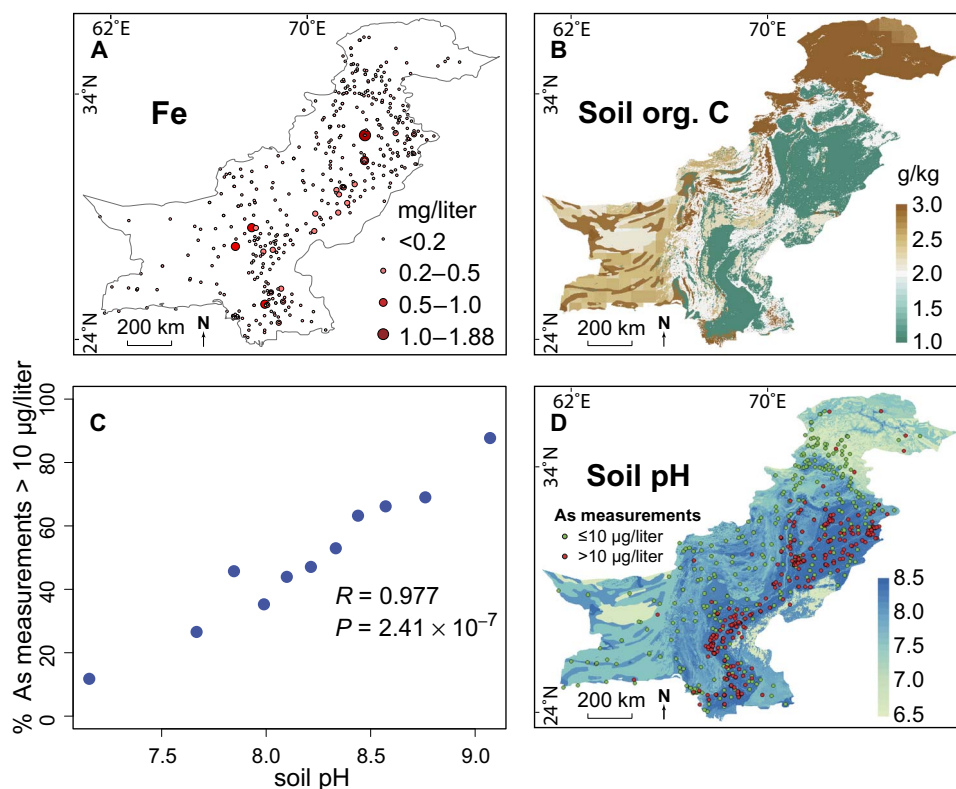 62˚E 70˚E
A
34˚N
Fe
mg/liter
<0.2
0.2–0.5
0.5–1.0
1.0–1.88
24˚N
200 km N
62˚E 70˚E
B
34˚N
Soil org. C
g/kg
3.0
2.5
2.0
1.5
1.0
24˚N
200 km N
C
% As measurements > 10 µg/liter
100
80
60
40
20
0
R = 0.977
P = 2.41 × 10⁻⁷
7.5 8.0 8.5 9.0
soil pH
62˚E 70˚E
D
34˚N
Soil pH
As measurements
≤10 µg/liter
>10 µg/liter
8.5
8.0
7.5
7.0
6.5
24˚N
200 km N